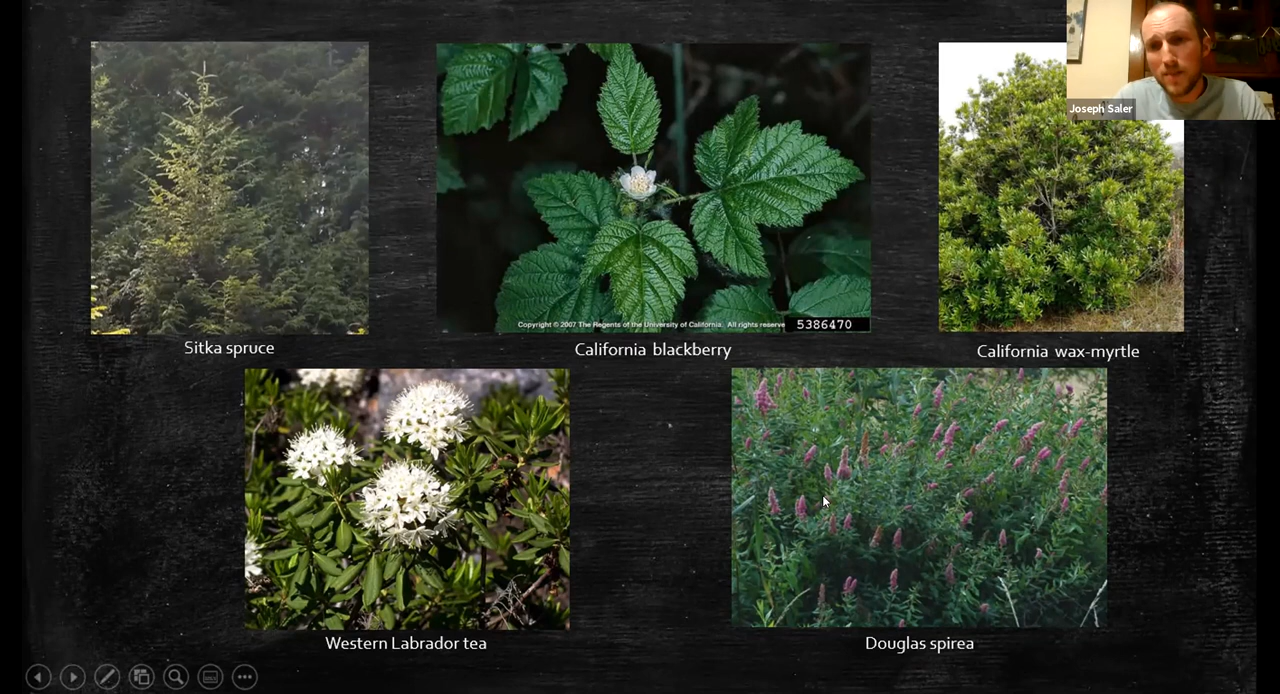 Joseph Saler
Copyright © 2007 The Regents of the University of California. All rights reserve
5386470
Sitka spruce
California blackberry
California wax-myrtle
Western Labrador tea
Douglas spirea